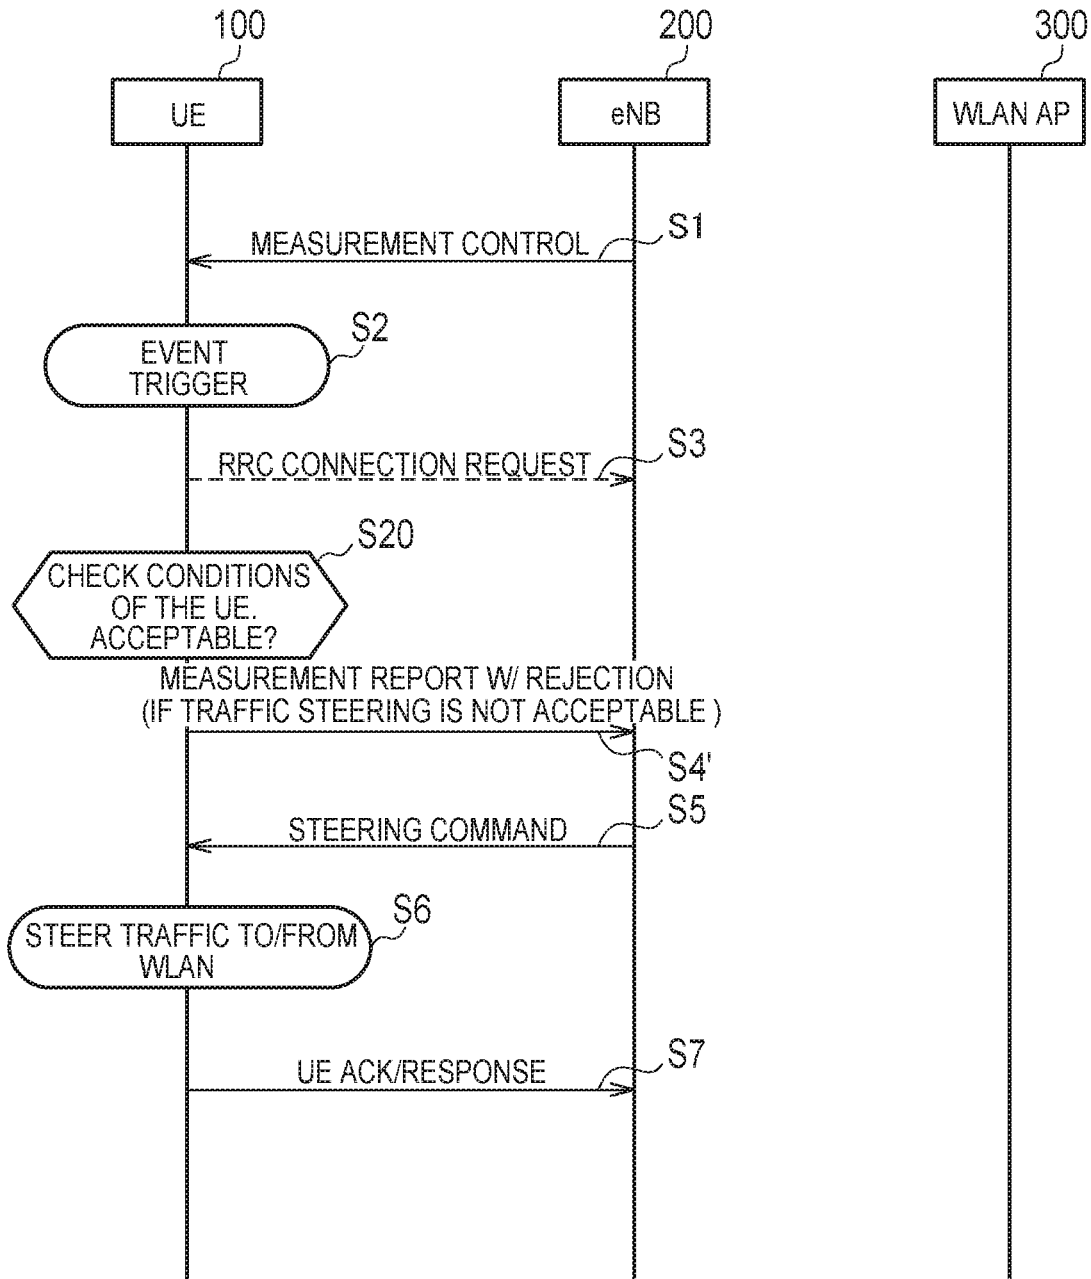 100
200
300
UE
eNB
WLAN AP
S1
MEASUREMENT CONTROL
S2
EVENT
TRIGGER
S3
RRC CONNECTION REQUEST
S20
CHECK CONDITIONS
OF THE UE.
ACCEPTABLE?
MEASUREMENT REPORT W/ REJECTION
(IF TRAFFIC STEERING IS NOT ACCEPTABLE )
S4'
S5
STEERING COMMAND
S6
STEER TRAFFIC TO/FROM
WLAN
S7
UE ACK/RESPONSE